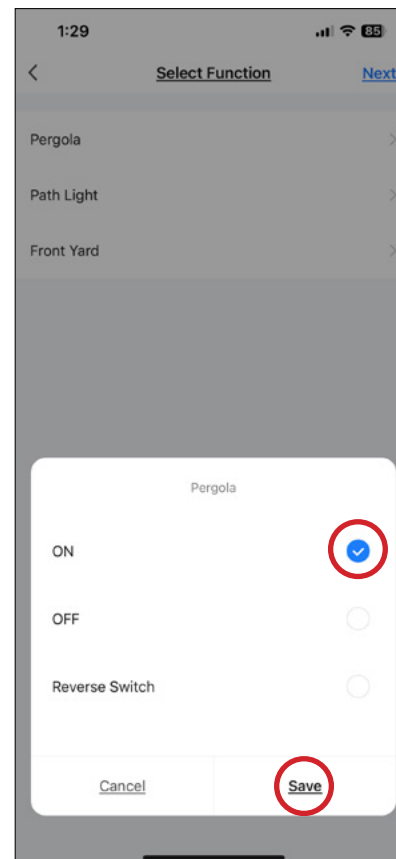 1:29 85
Select Function Next
Pergola
Path Light
Front Yard
Pergola
ON
OFF
Reverse Switch
Cancel Save